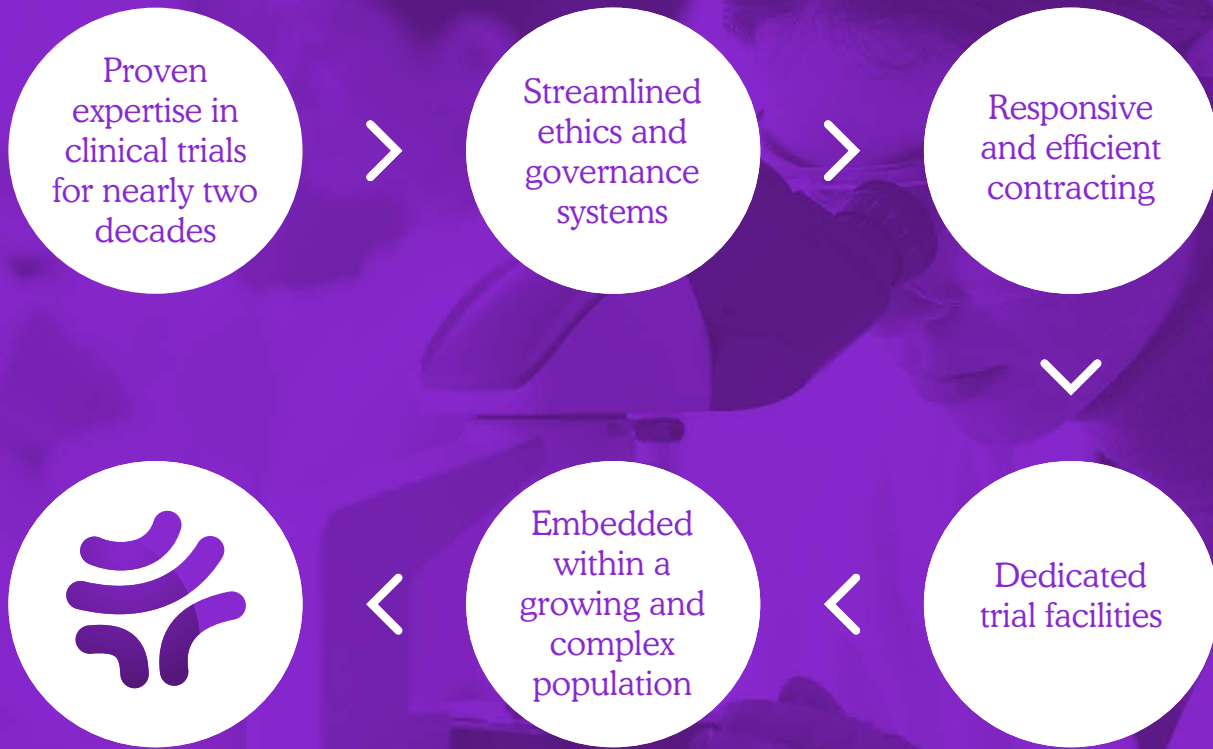 Proven
expertise in
clinical trials
for nearly two
decades
Streamlined
ethics and
governance
systems
Responsive
and efficient
contracting
Dedicated
trial facilities
Embedded
within a
growing and
complex
population